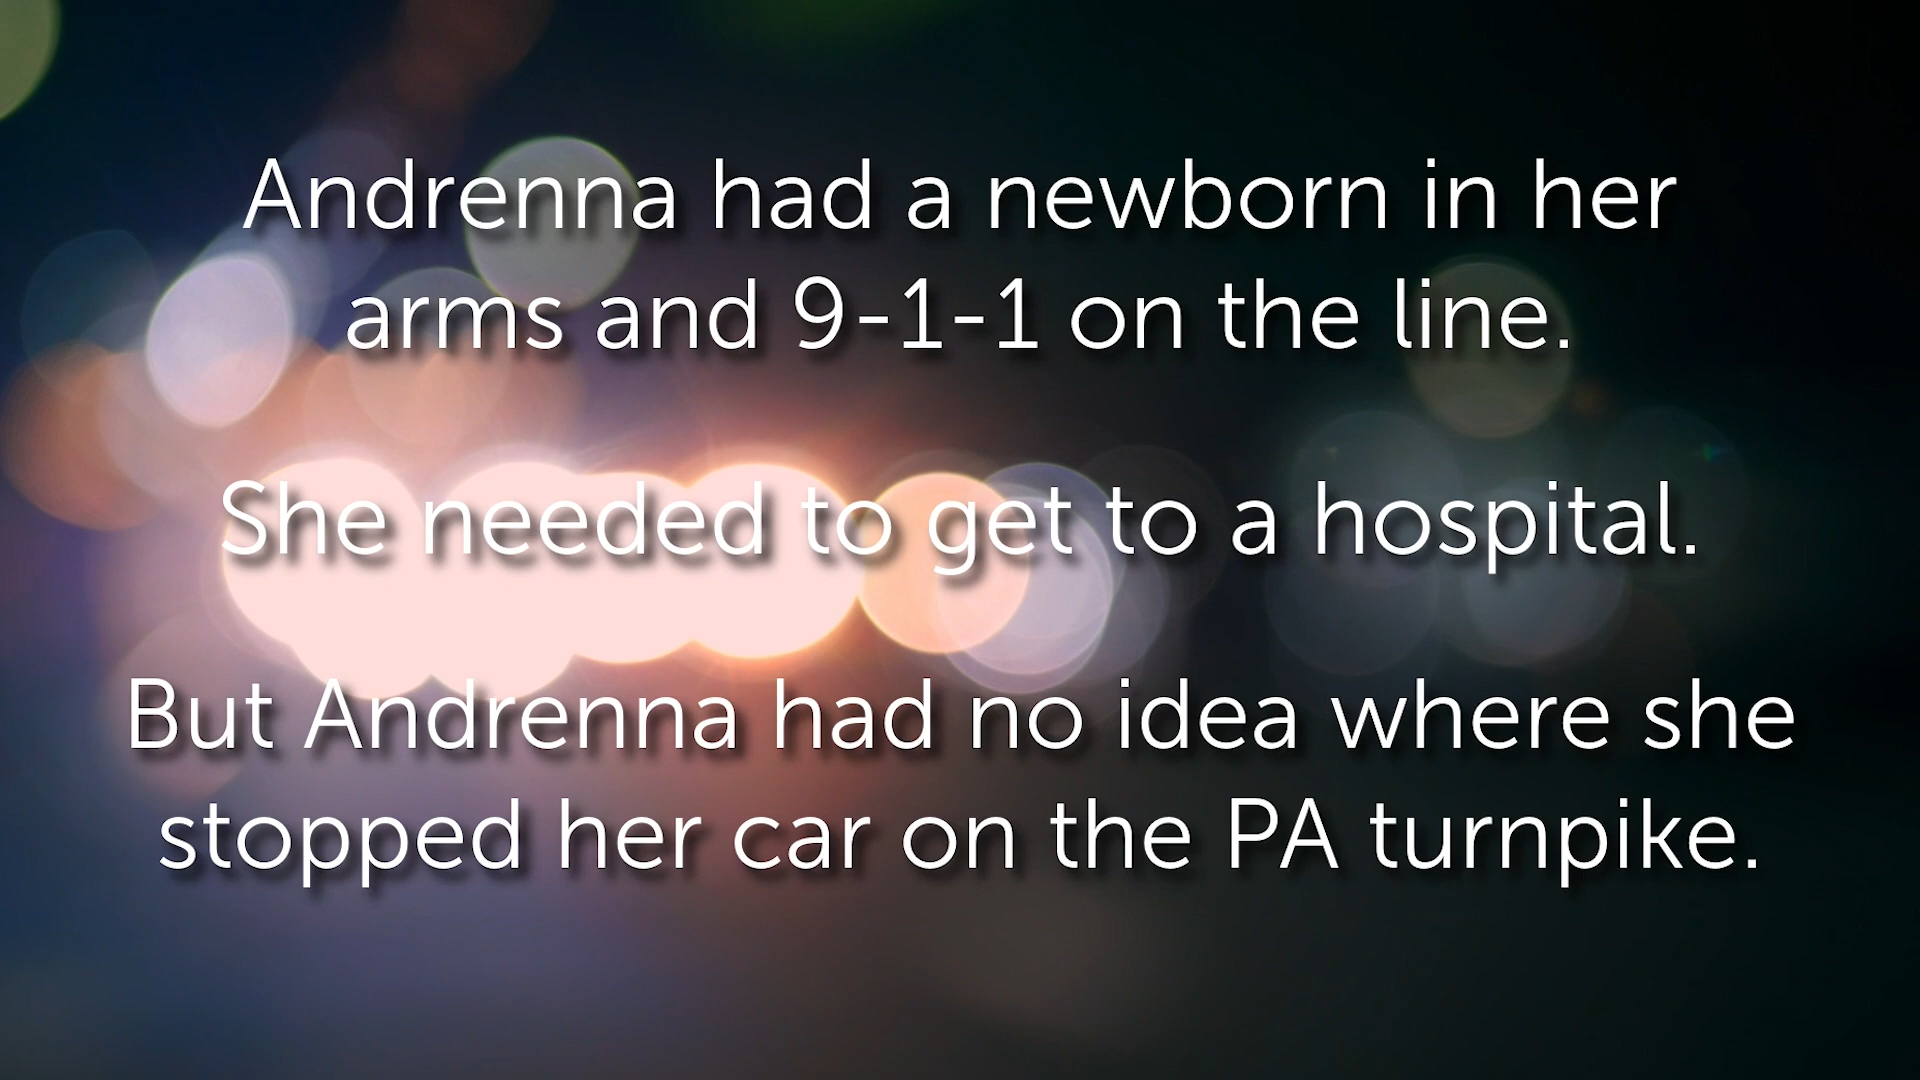 Andrenna had a newborn in her
arms and 9-1-1 on the line.
She needed to get to a hospital.
But Andrenna had no idea where she
stopped her car on the PA turnpike.